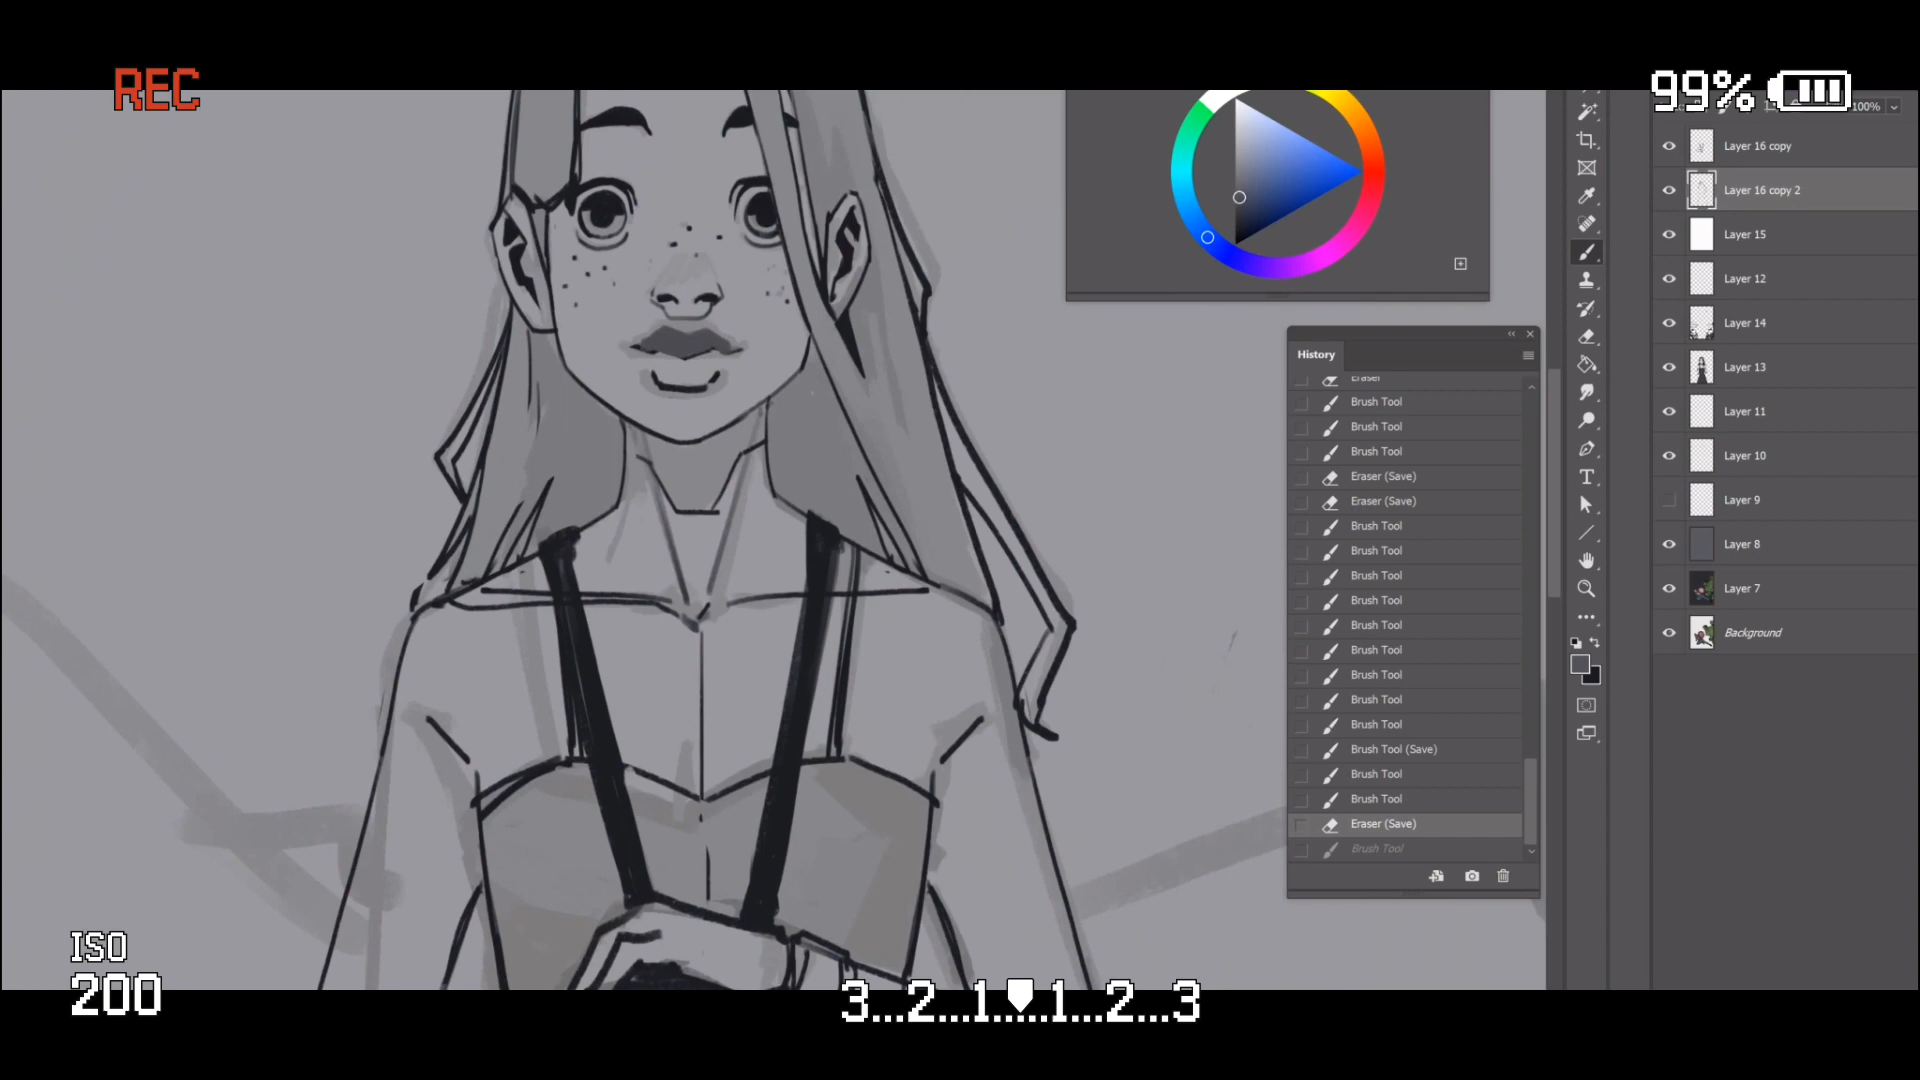 REC
99%
100%
Layer 16 copy
Layer 16 copy 2
Layer 15
Layer 12
Layer 14
Layer 13
Layer 11
Layer 10
Layer 9
Layer 8
Layer 7
Background
History
Eraser
Brush Tool
Brush Tool
Brush Tool
Eraser (Save)
Eraser (Save)
Brush Tool
Brush Tool
Brush Tool
Brush Tool
Brush Tool
Brush Tool
Brush Tool
Brush Tool
Brush Tool
Brush Tool (Save)
Brush Tool
Brush Tool
Eraser (Save)
Brush Tool
ISO
200
3...2...1...1...2...3